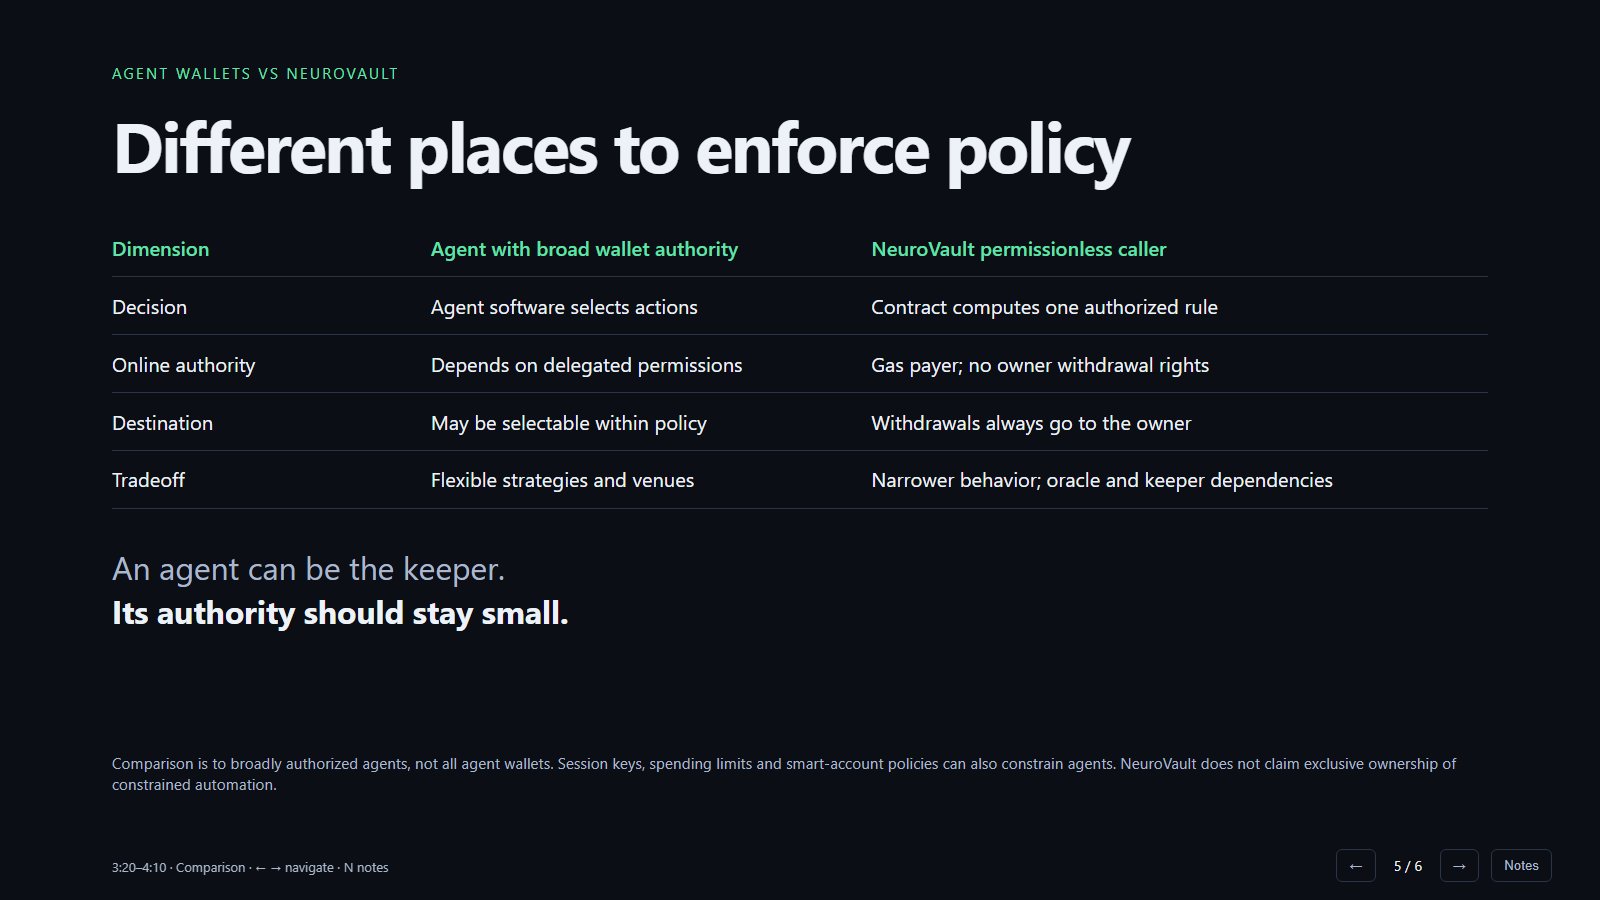 AGENT WALLETS VS NEUROVAULT
Different places to enforce policy
Dimension Agent with broad wallet authority NeuroVault permissionless caller
Decision Agent software selects actions Contract computes one authorized rule
Online authority Depends on delegated permissions Gas payer; no owner withdrawal rights
Destination May be selectable within policy Withdrawals always go to the owner
Tradeoff Flexible strategies and venues Narrower behavior; oracle and keeper dependencies
An agent can be the keeper.
Its authority should stay small.
Comparison is to broadly authorized agents, not all agent wallets. Session keys, spending limits and smart-account policies can also constrain agents. NeuroVault does not claim exclusive ownership of
constrained automation.
3:20–4:10 · Comparison · ← → navigate · N notes
← 5 / 6 → Notes